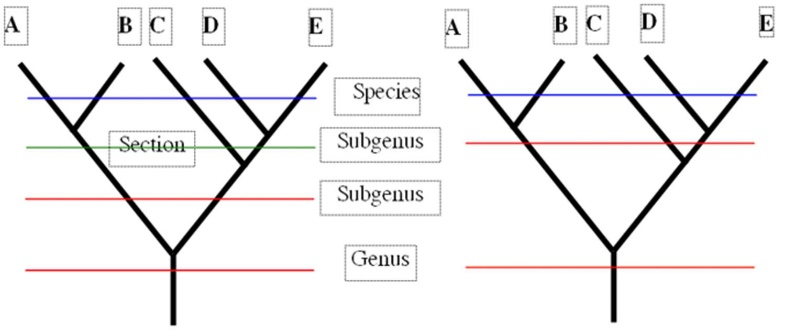 A B C D E A B C D E
Species
Section Subgenus
Subgenus
Genus